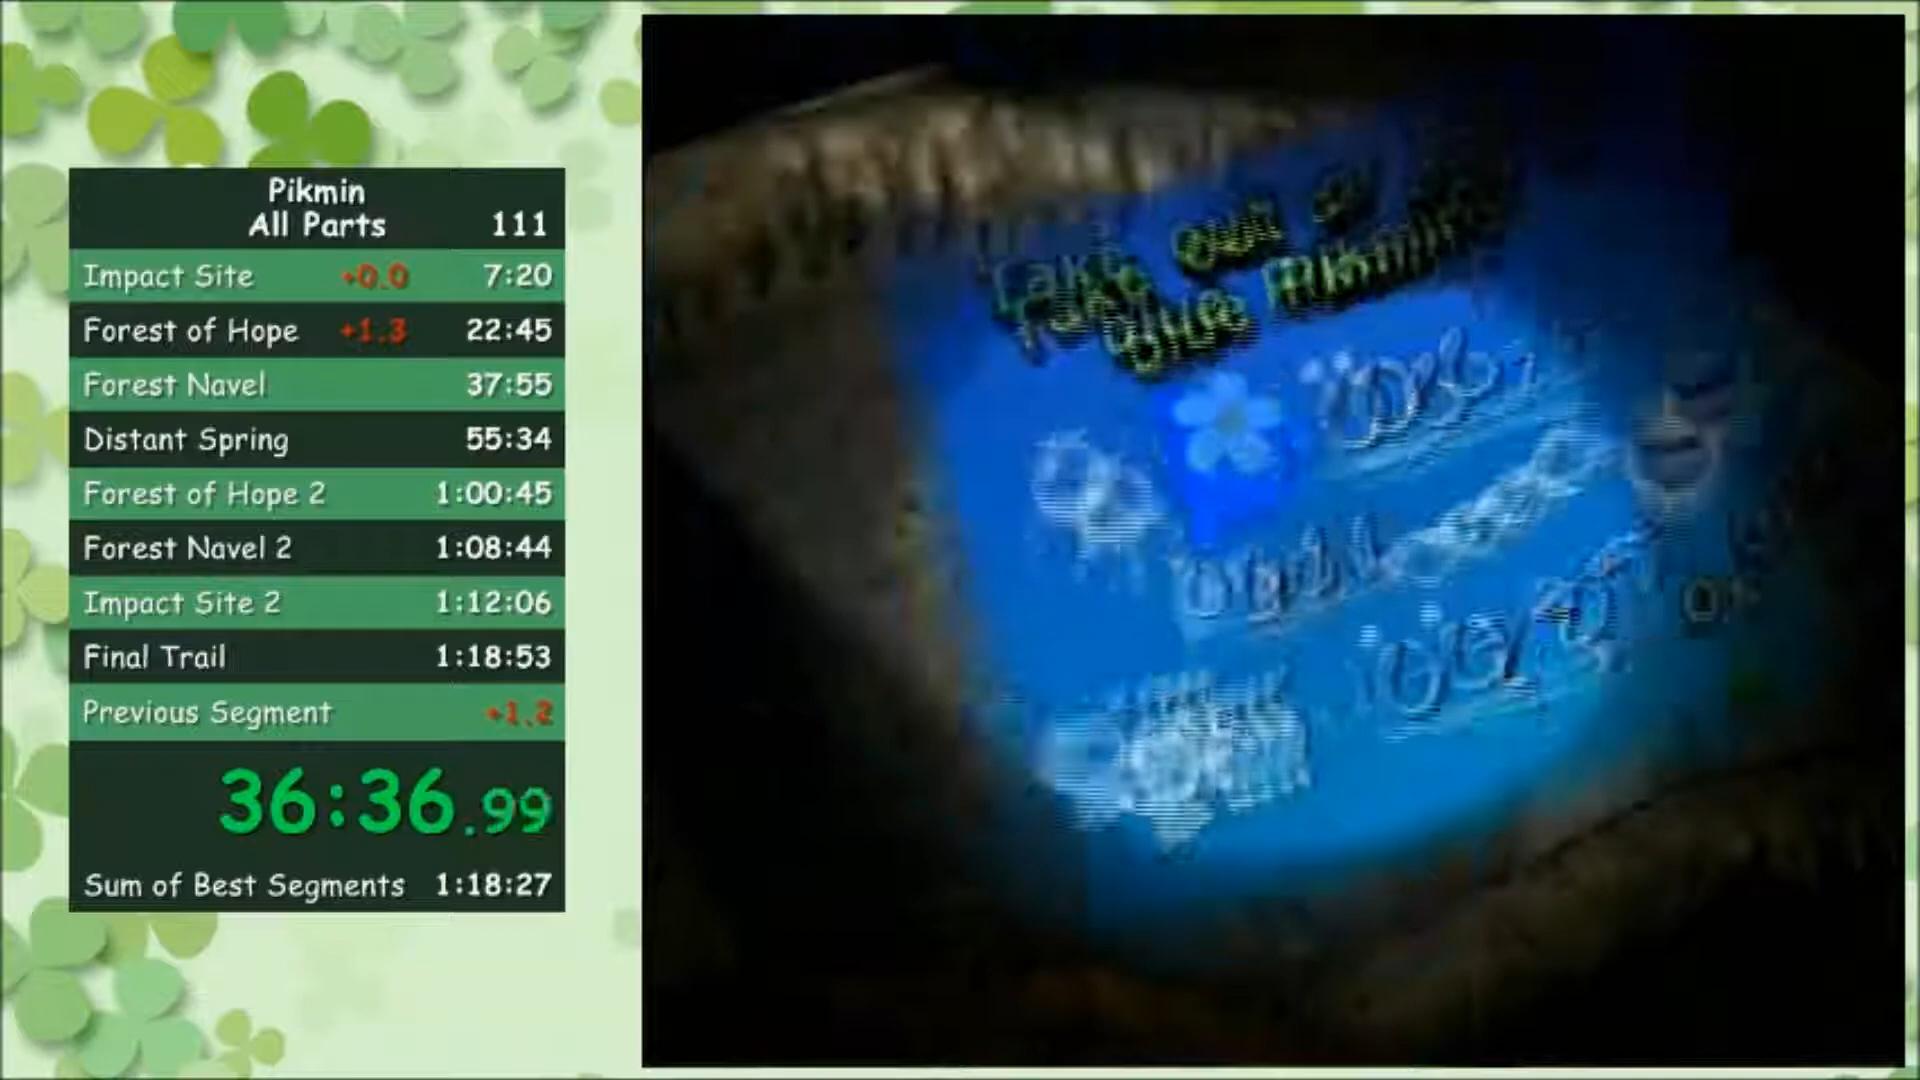 Pikmin
All Parts 111
Impact Site +0.0 7:20
Forest of Hope +1.3 22:45
Forest Navel 37:55
Distant Spring 55:34
Forest of Hope 2 1:00:45
Forest Navel 2 1:08:44
Impact Site 2 1:12:06
Final Trail 1:18:53
Previous Segment +1.2
36:36.99
Sum of Best Segments 1:18:27
Take out
blue Pikmin